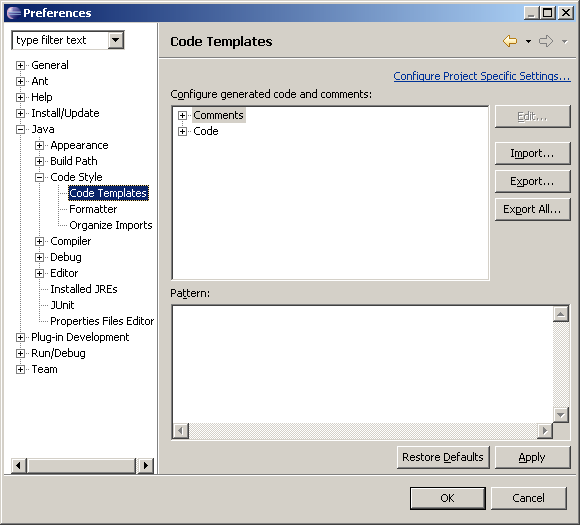 Preferences
type filter text
General
Ant
Help
Install/Update
Java
Appearance
Build Path
Code Style
Code Templates
Formatter
Organize Imports
Compiler
Debug
Editor
Installed JREs
JUnit
Properties Files Editor
Plug-in Development
Run/Debug
Team
Code Templates
Configure Project Specific Settings...
Configure generated code and comments:
Comments
Code
Edit...
Import...
Export...
Export All...
Pattern:
Restore Defaults
Apply
OK
Cancel